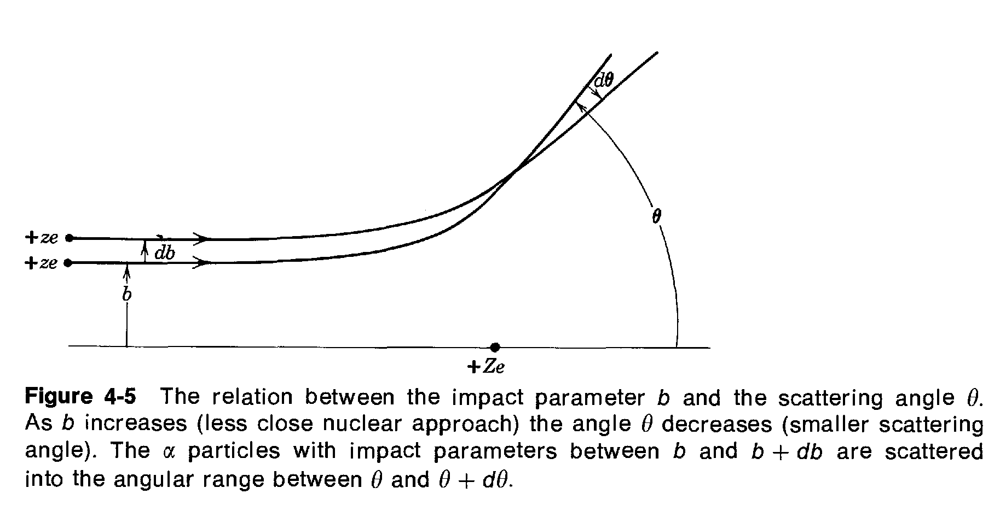 dθ
θ
+ze
db
+ze
b
+Ze
Figure 4-5 The relation between the impact parameter b and the scattering angle θ.
As b increases (less close nuclear approach) the angle θ decreases (smaller scattering
angle). The α particles with impact parameters between b and b + db are scattered
into the angular range between θ and θ + dθ.